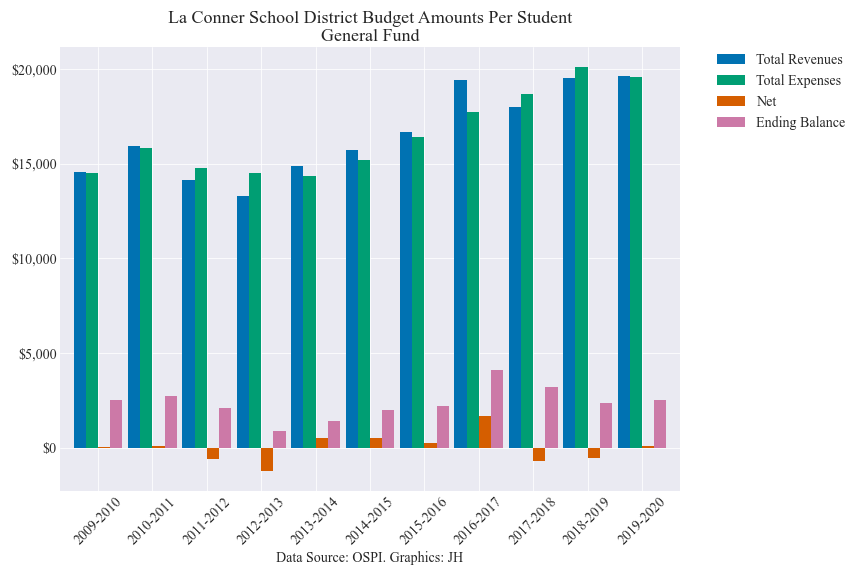 La Conner School District Budget Amounts Per Student
General Fund
Total Revenues
Total Expenses
Net
Ending Balance
$20,000
$15,000
$10,000
$5,000
$0
2009-2010
2010-2011
2011-2012
2012-2013
2013-2014
2014-2015
2015-2016
2016-2017
2017-2018
2018-2019
2019-2020
Data Source: OSPI. Graphics: JH